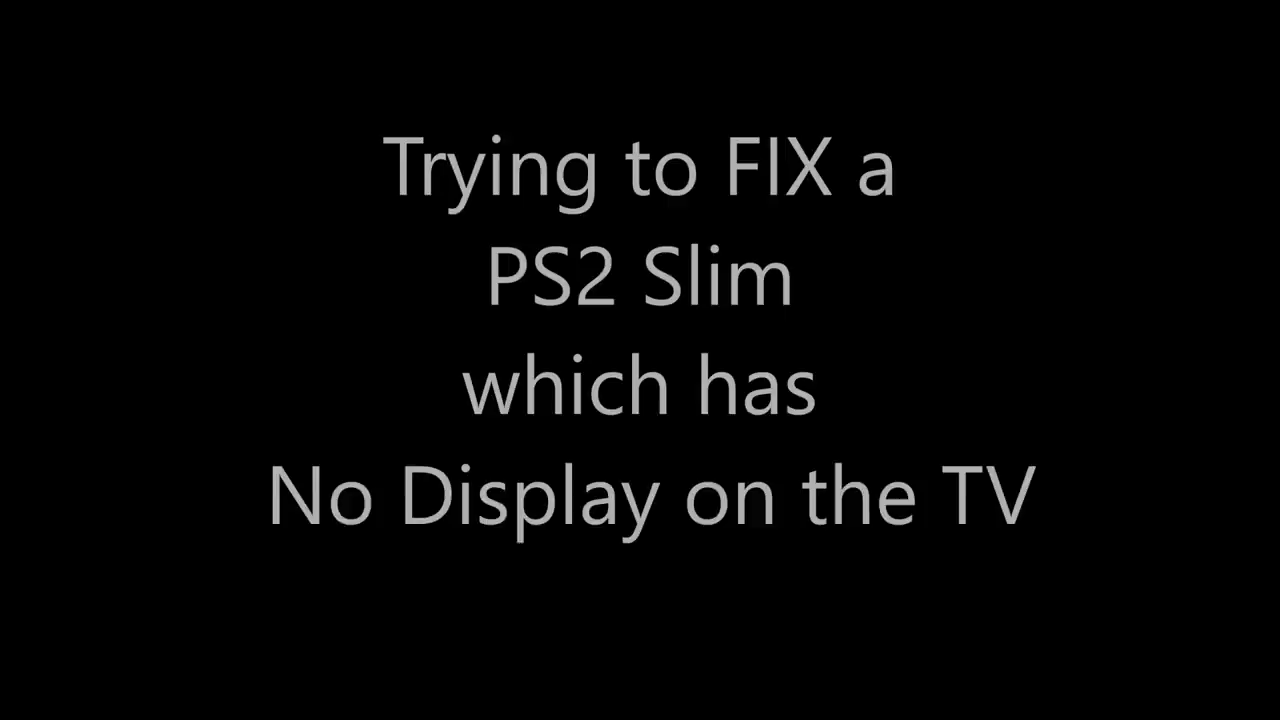 Trying to FIX a
PS2 Slim
which has
No Display on the TV